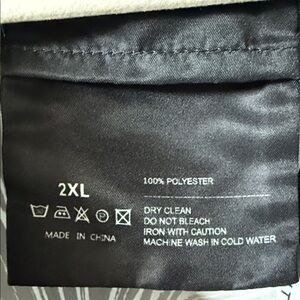 2XL
100% POLYESTER
DRY CLEAN
DO NOT BLEACH
IRON WITH CAUTION
MACHINE WASH IN COLD WATER
MADE IN CHINA